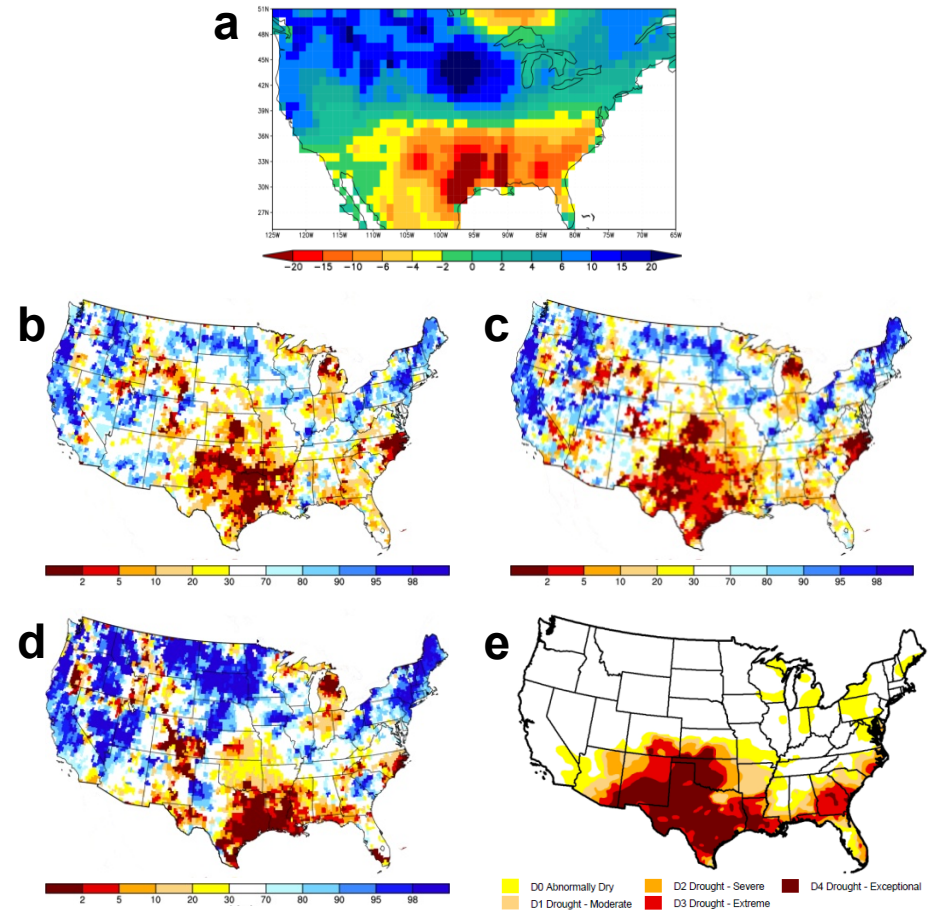 a
51N
48N
45N
42N
39N
36N
33N
30N
27N
125W 120W 115W 110W 105W 100W 95W 90W 85W 80W 75W 70W 65W
−20 −15 −10 −6 −4 −2 0 2 4 6 10 15 20
b
c
2 5 10 20 30 70 80 90 95 98
2 5 10 20 30 70 80 90 95 98
d
e
2 5 10 20 30 70 80 90 95 98
D0 Abnormally Dry D2 Drought - Severe D4 Drought - Exceptional
D1 Drought - Moderate D3 Drought - Extreme